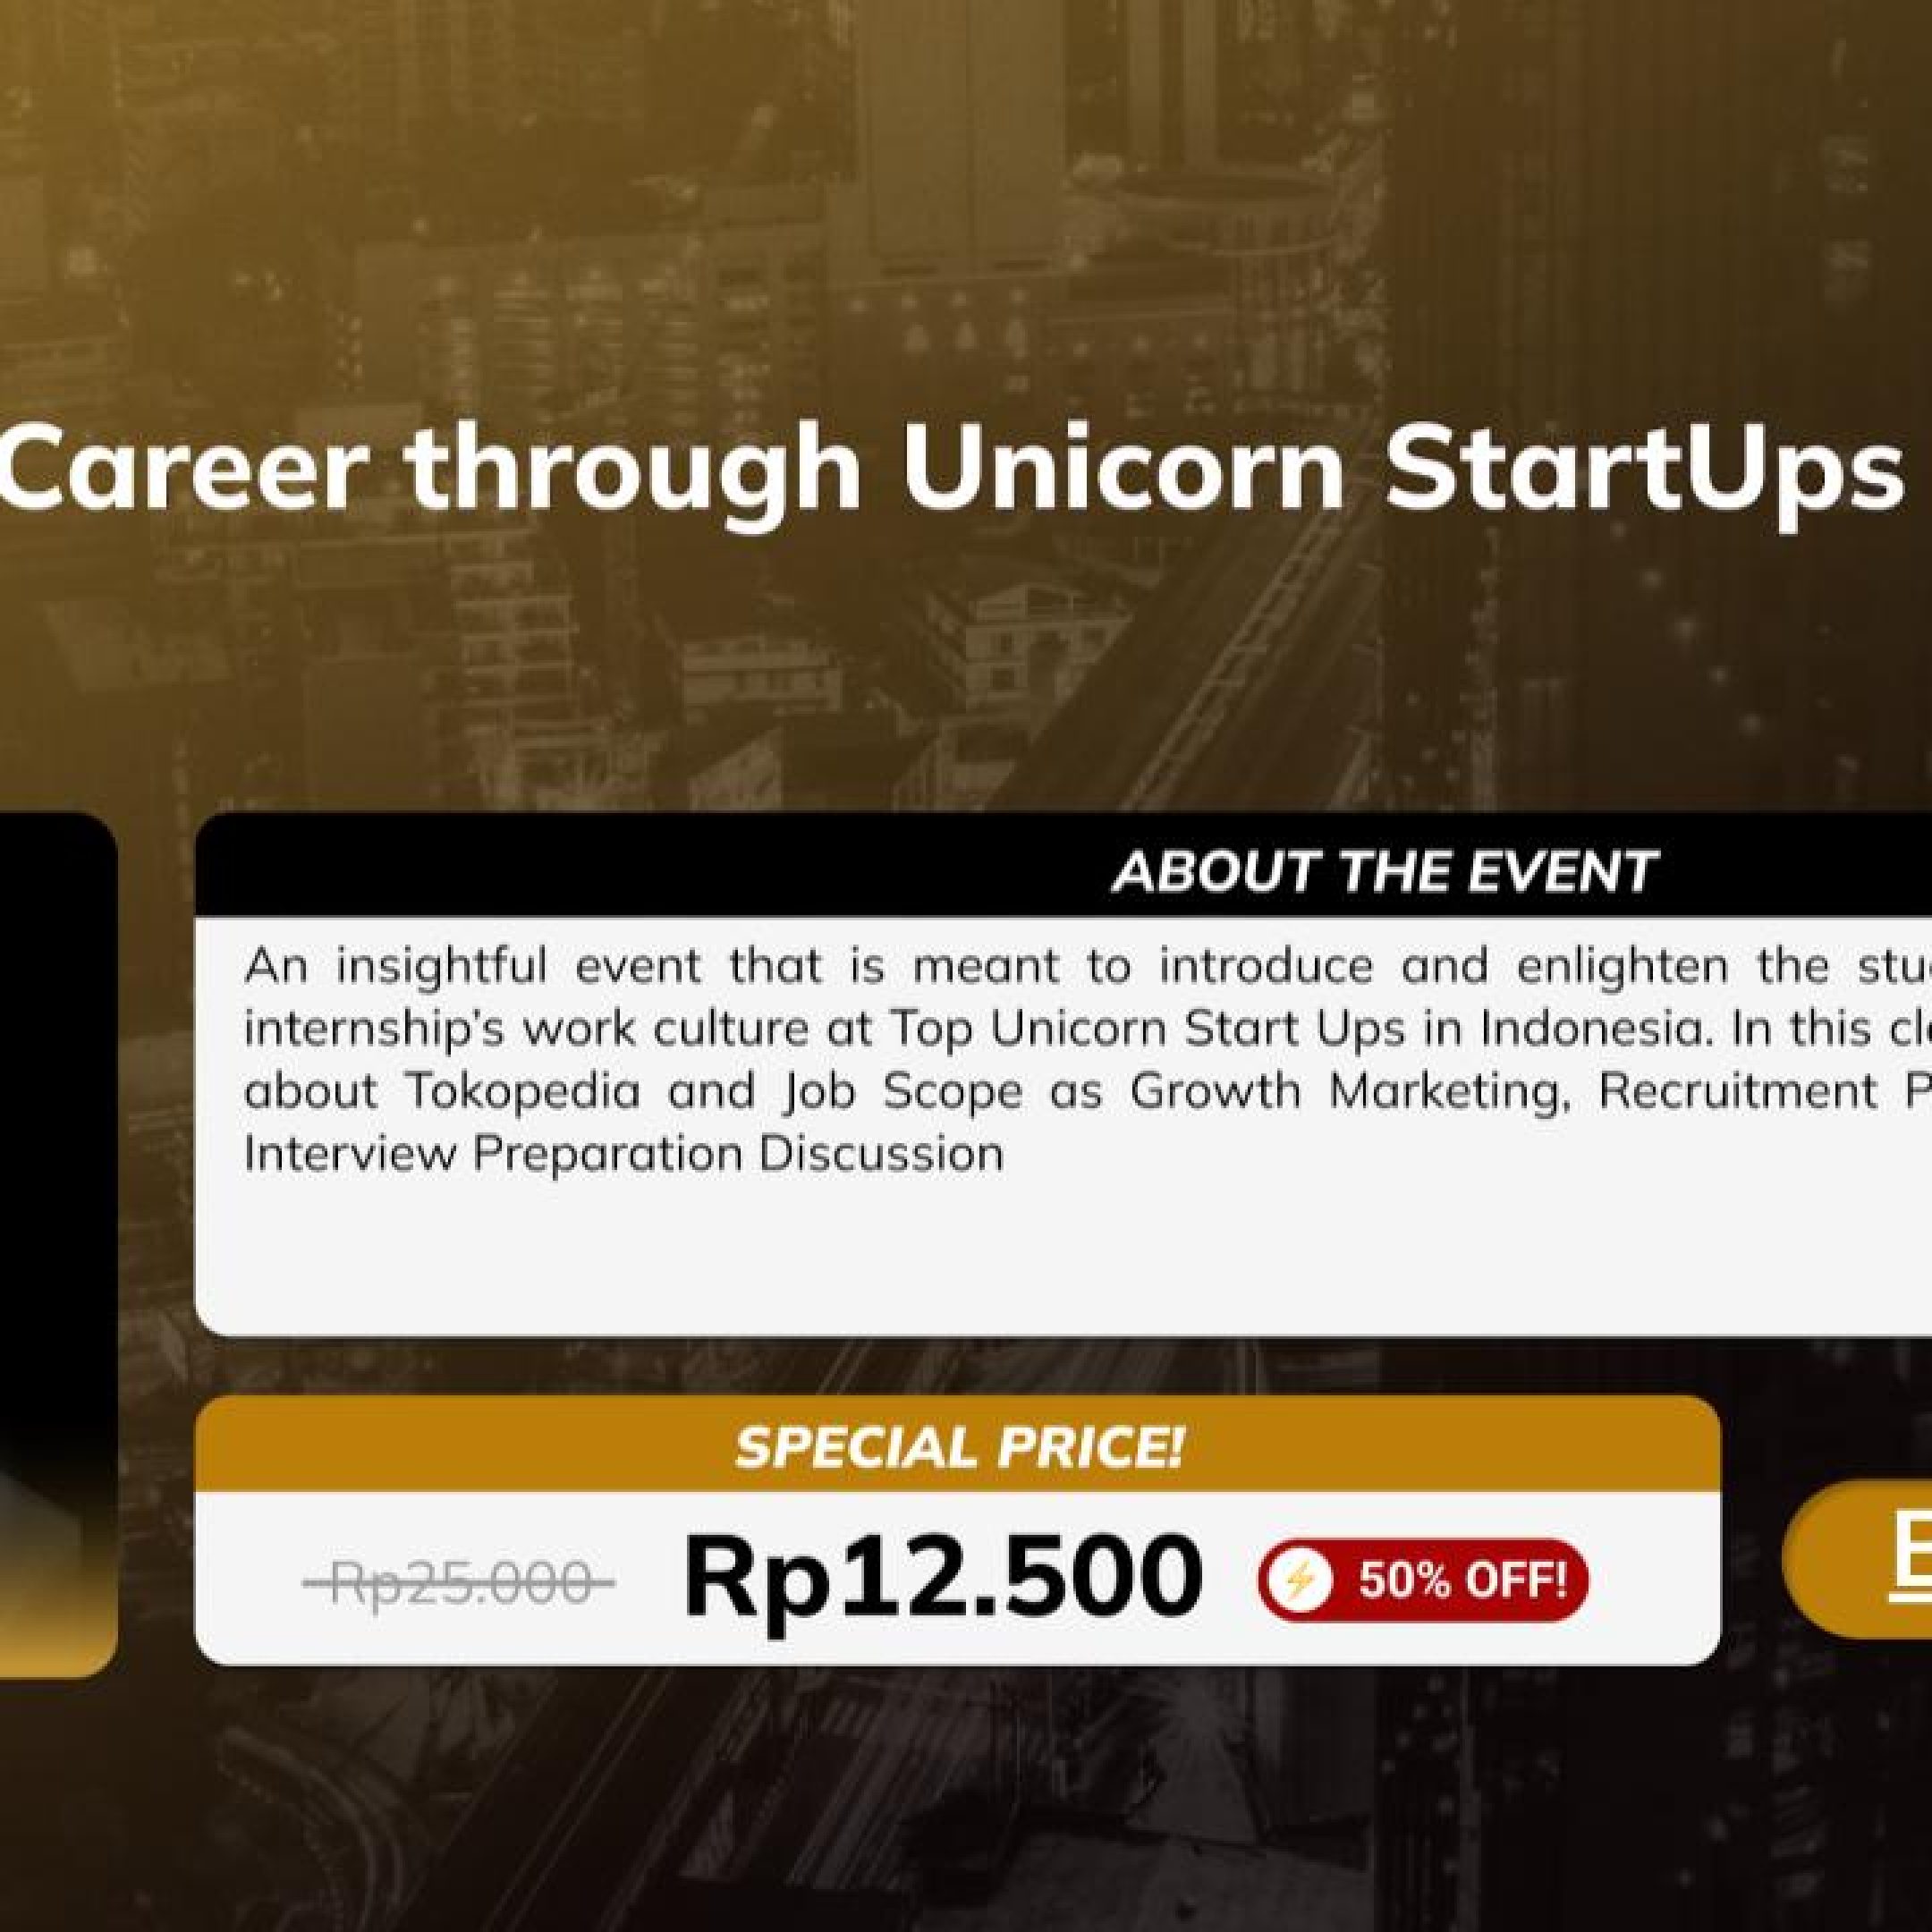 Career through Unicorn StartUps
ABOUT THE EVENT
An insightful event that is meant to introduce and enlighten the
internship's work culture at Top Unicorn Start Ups in Indonesia. In this
about Tokopedia and Job Scope as Growth Marketing, Recruitment
Interview Preparation Discussion
SPECIAL PRICE!
Rp25.000 Rp12.500 50% OFF!